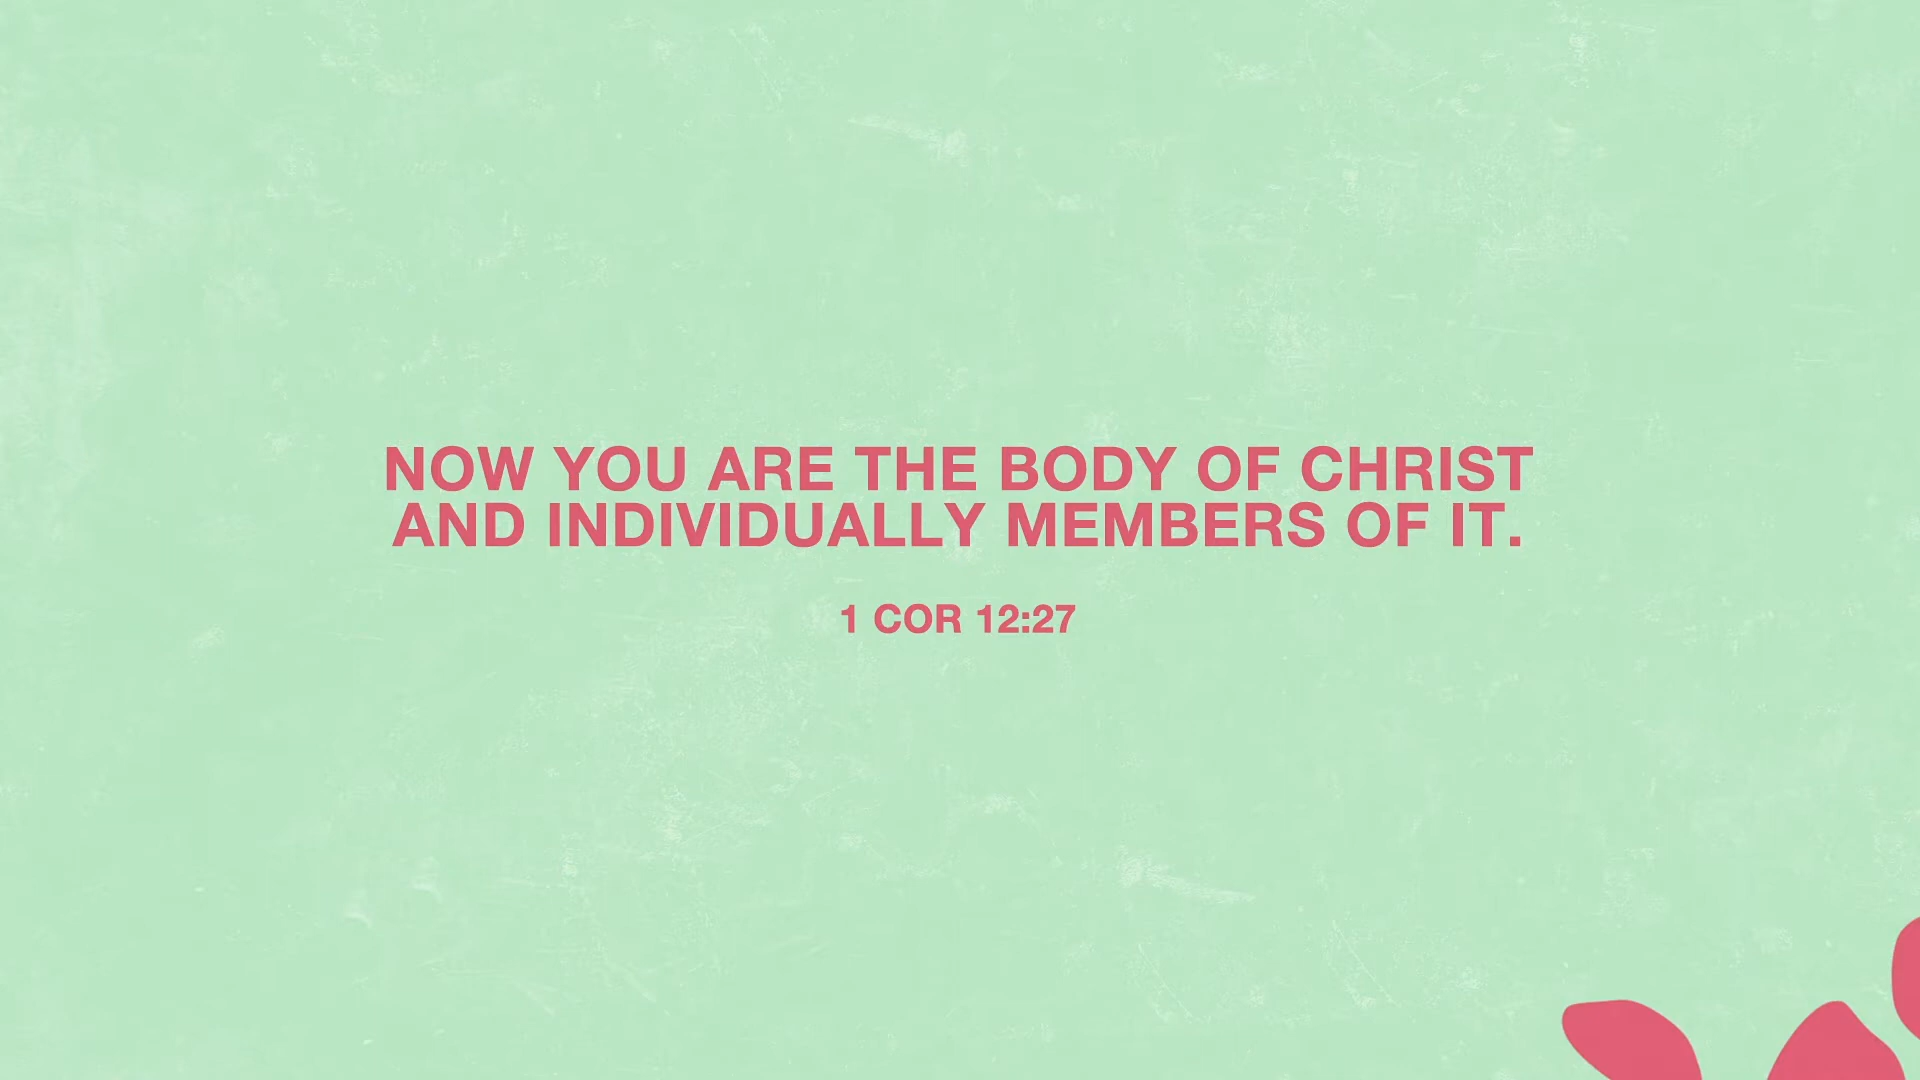 NOW YOU ARE THE BODY OF CHRIST
AND INDIVIDUALLY MEMBERS OF IT.
1 COR 12:27